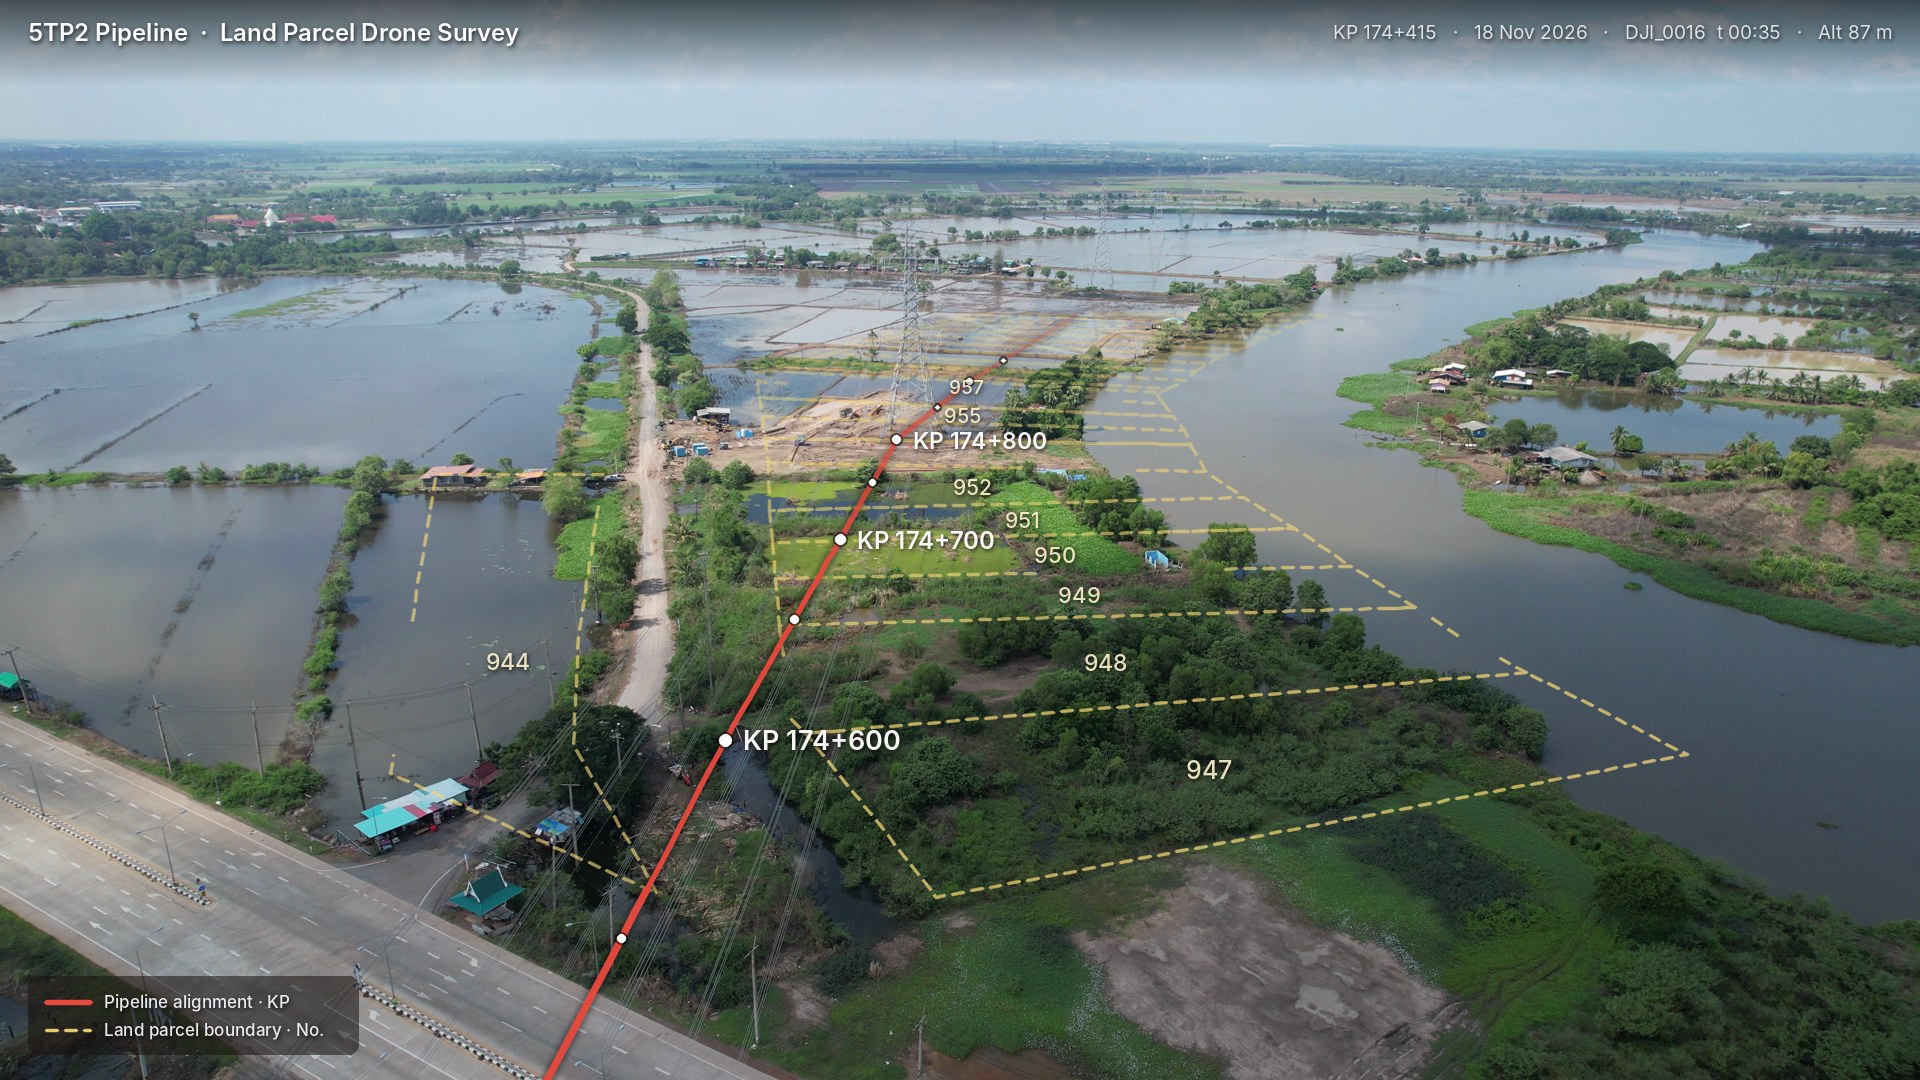 5TP2 Pipeline · Land Parcel Drone Survey
KP 174+415 · 18 Nov 2026 · DJI_0016 t 00:35 · Alt 87 m
957
955
KP 174+800
952
951
KP 174+700
950
949
944
948
KP 174+600
947
Pipeline alignment · KP
Land parcel boundary · No.